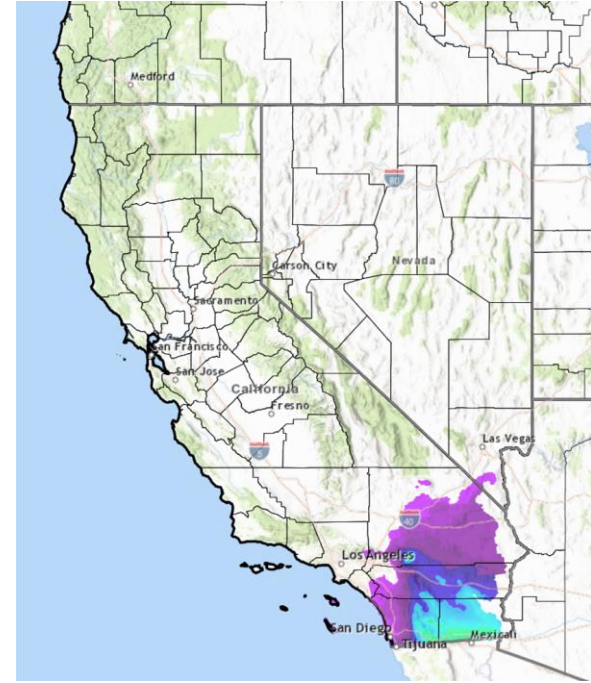 Medford
80
Nevada
Carson City
Sacramento
San Francisco
San Jose
California
Fresno
5
Las Vegas
40
Los Angeles
San Diego
Mexicali
Tijuana